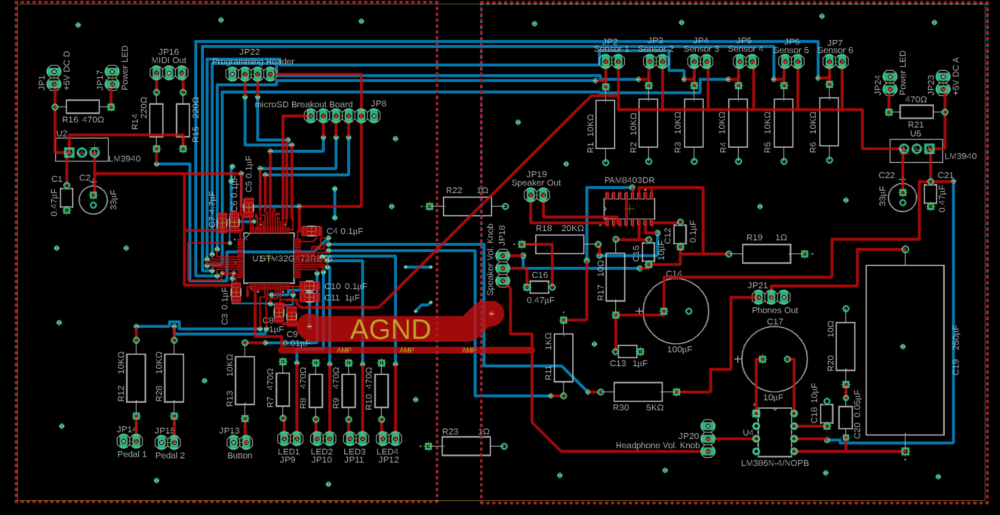 JP1
+5V DC D
JP17
Power LED
R16 470Ω
U2
LM3940
C1
0.47µF
C2
33µF
JP16
MIDI Out
R14
220Ω
R15
220Ω
JP22
Programming Header
microSD Breakout Board
JP8
C7 4.7µF
C6 0.1µF
C5 0.1µF
C4 0.1µF
U1
STM32G473RET6
C10 0.1µF
C11 1µF
C3 0.1µF
C8
1µF
C9
0.01µF
AGND
AMP
AMP
AMP
R12
10KΩ
R28
10KΩ
R13
10KΩ
R7
470Ω
R8
470Ω
R9
470Ω
R10
470Ω
JP14
Pedal 1
JP15
Pedal 2
JP13
Button
LED1
JP9
LED2
JP10
LED3
JP11
LED4
JP12
R22
1Ω
R23
1Ω
JP2
Sensor 1
JP3
Sensor 2
JP4
Sensor 3
JP5
Sensor 4
JP6
Sensor 5
JP7
Sensor 6
R1
10KΩ
R2
10KΩ
R3
10KΩ
R4
10KΩ
R5
10KΩ
R6
10KΩ
JP24
Power LED
JP23
+5V DC A
470Ω
R21
U5
LM3940
C22
33µF
C21
0.47µF
JP19
Speaker Out
PAM8403DR
JP18
Speaker Vol. Knob
R18
20KΩ
C16
0.47µF
R17
10Ω
C15
10µF
C12
0.1µF
R19
1Ω
C14
100µF
C13 1µF
R11
1KΩ
R30
5KΩ
JP21
Phones Out
C17
10µF
R20
10Ω
C18
10µF
C20
0.05µF
C19
250µF
JP20
Headphone Vol. Knob
U4
LM386N-4/NOPB